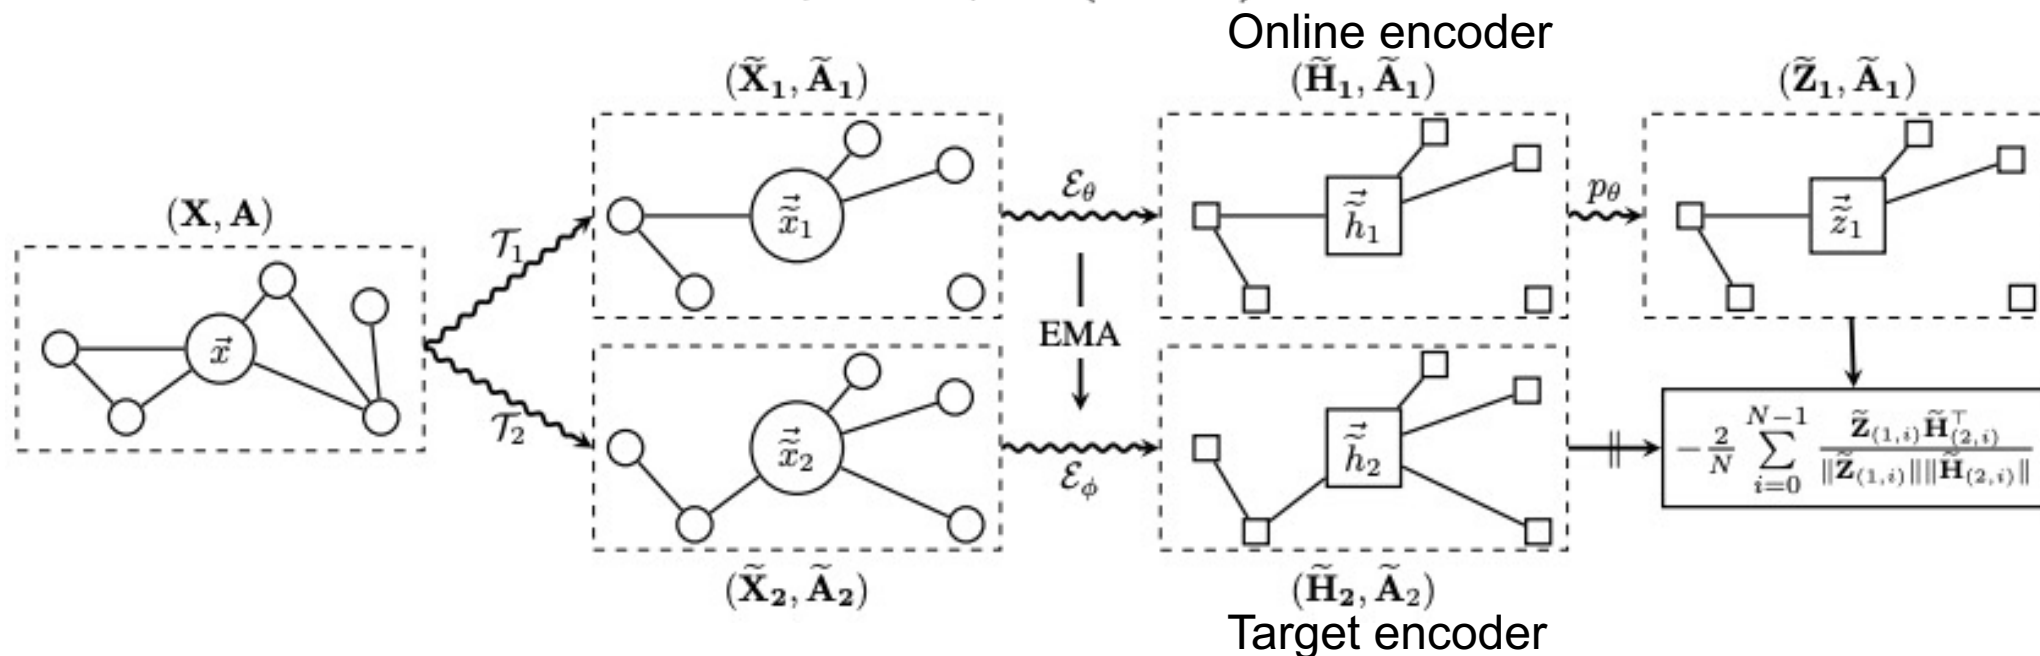 Online encoder
(X̃₁, Ã₁)
(H̃₁, Ã₁)
(Z̃₁, Ã₁)
(X, A)
𝒯₁
x̃⃗₁
ℰ_θ
h̃⃗₁
p_θ
z̃⃗₁
x⃗
EMA
𝒯₂
x̃⃗₂
ℰ_ϕ
h̃⃗₂
−2/N ∑_{i=0}^{N−1} Z̃_(1,i) H̃_(2,i)^⊤ / ‖Z̃_(1,i)‖‖H̃_(2,i)‖
(X̃₂, Ã₂)
(H̃₂, Ã₂)
Target encoder